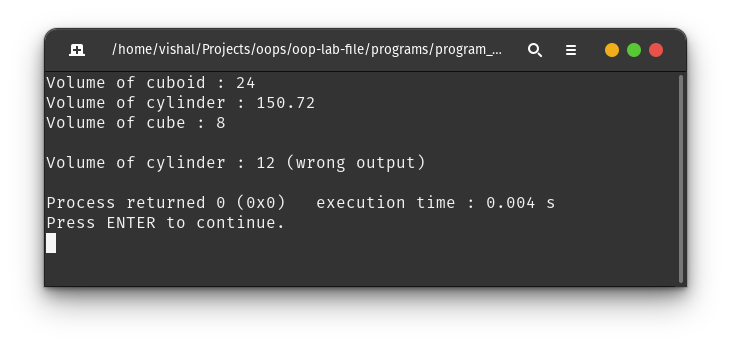 /home/vishal/Projects/oops/oop-lab-file/programs/program_...
Volume of cuboid : 24
Volume of cylinder : 150.72
Volume of cube : 8
Volume of cylinder : 12 (wrong output)
Process returned 0 (0x0)   execution time : 0.004 s
Press ENTER to continue.